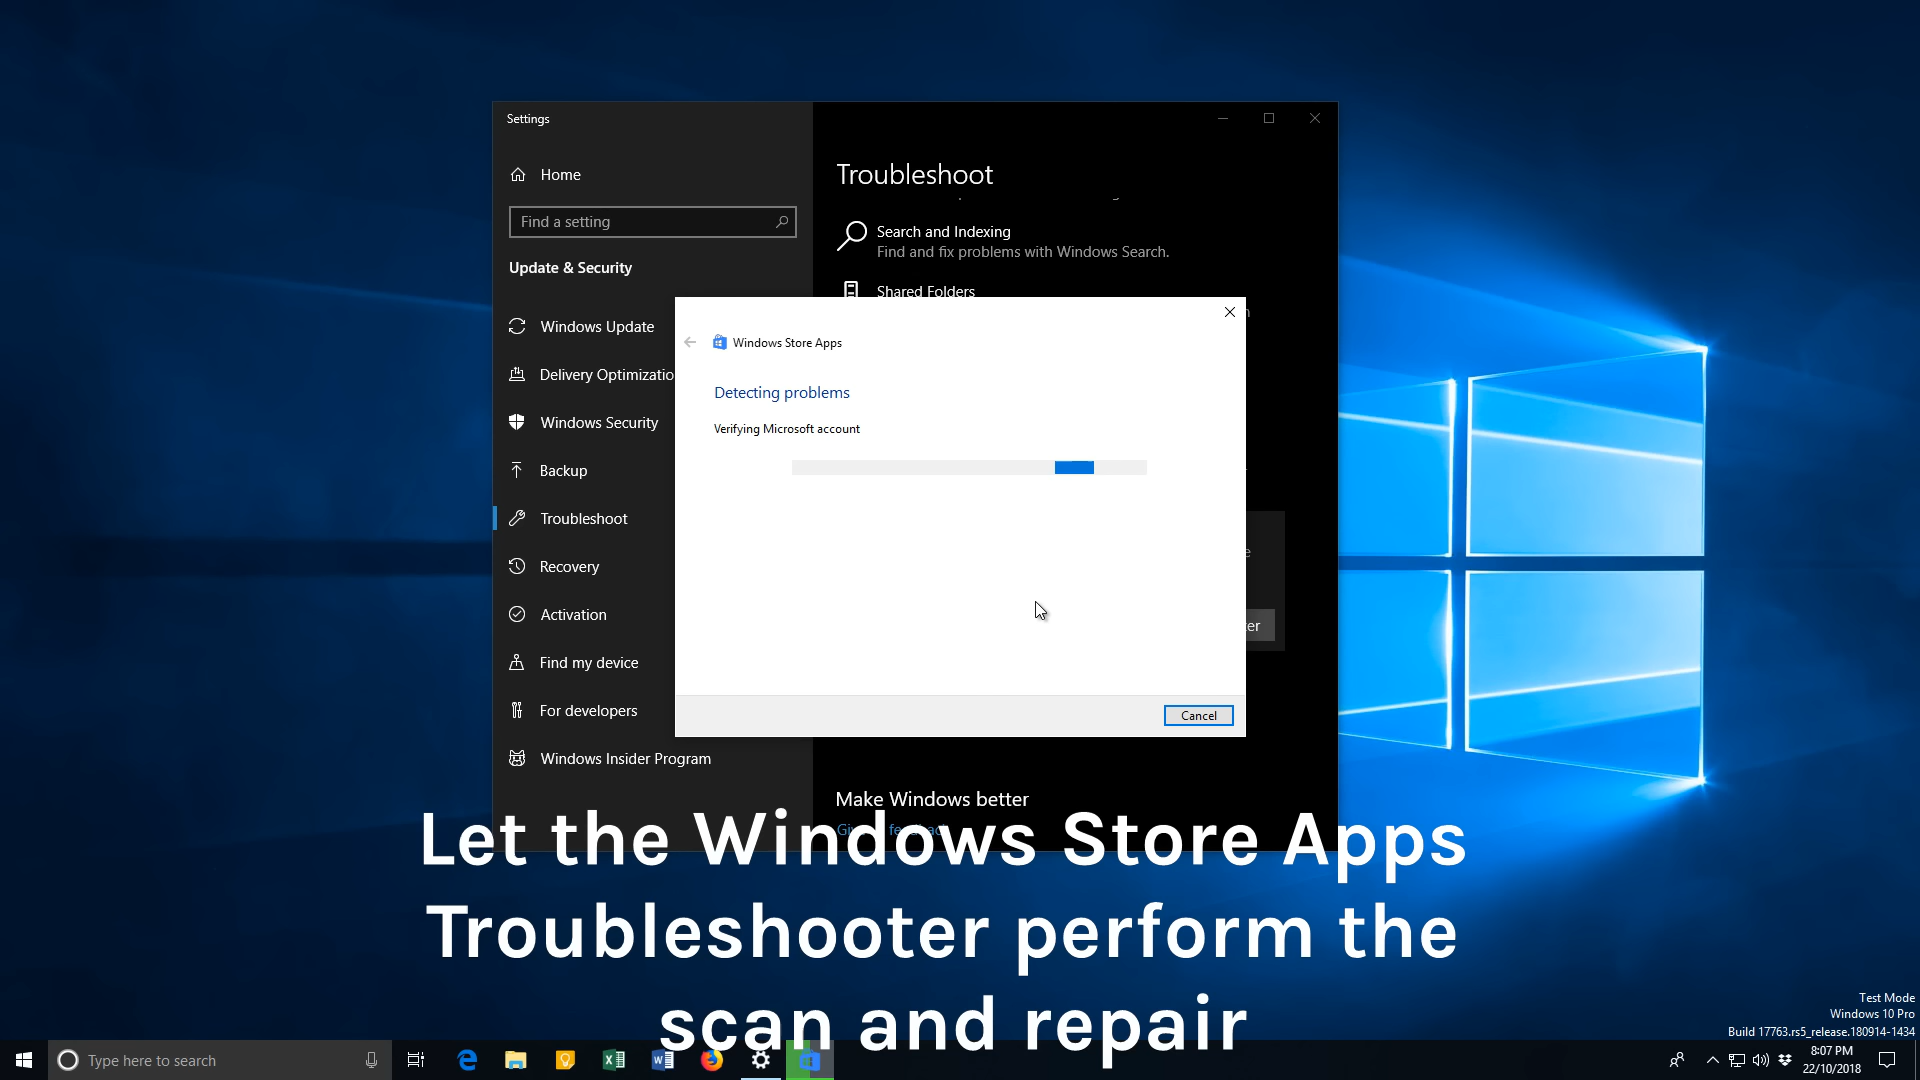 Settings
Home
Find a setting
Update & Security
Windows Update
Delivery Optimizatio
Windows Security
Backup
Troubleshoot
Recovery
Activation
Find my device
For developers
Windows Insider Program
Troubleshoot
Search and Indexing
Find and fix problems with Windows Search.
Shared Folders
Windows Store Apps
Detecting problems
Verifying Microsoft account
Cancel
Make Windows better
Let the Windows Store Apps
Troubleshooter perform the
scan and repair
Test Mode
Windows 10 Pro
Build 17763.rs5_release.180914-1434
Type here to search
8:07 PM
22/10/2018